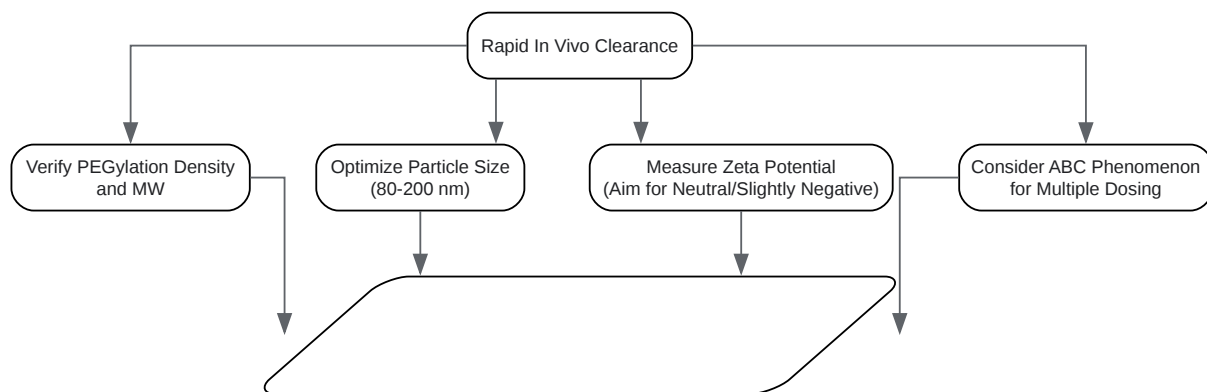 Rapid In Vivo Clearance
Verify PEGylation Density
and MW
Optimize Particle Size
(80-200 nm)
Measure Zeta Potential
(Aim for Neutral/Slightly Negative)
Consider ABC Phenomenon
for Multiple Dosing